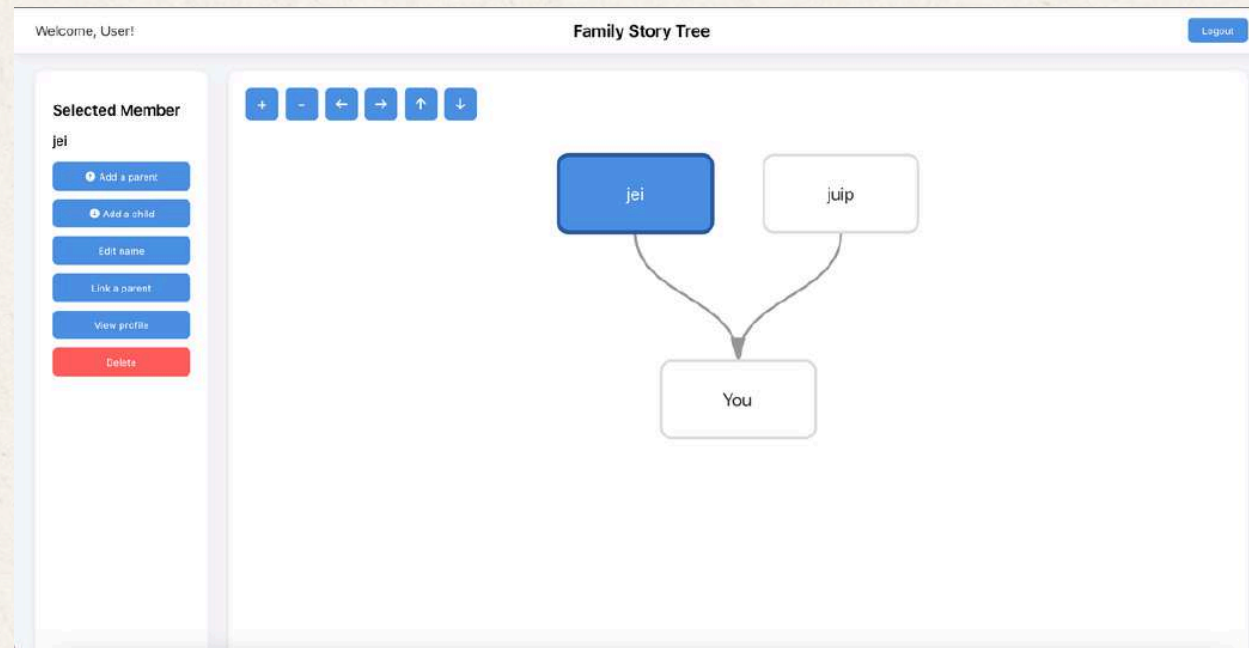 Welcome, User!
Family Story Tree
Logout
Selected Member
jei
Add a parent
Add a child
Edit name
Link a parent
View profile
Delete
+ - ← → ↑ ↓
jei
juip
You